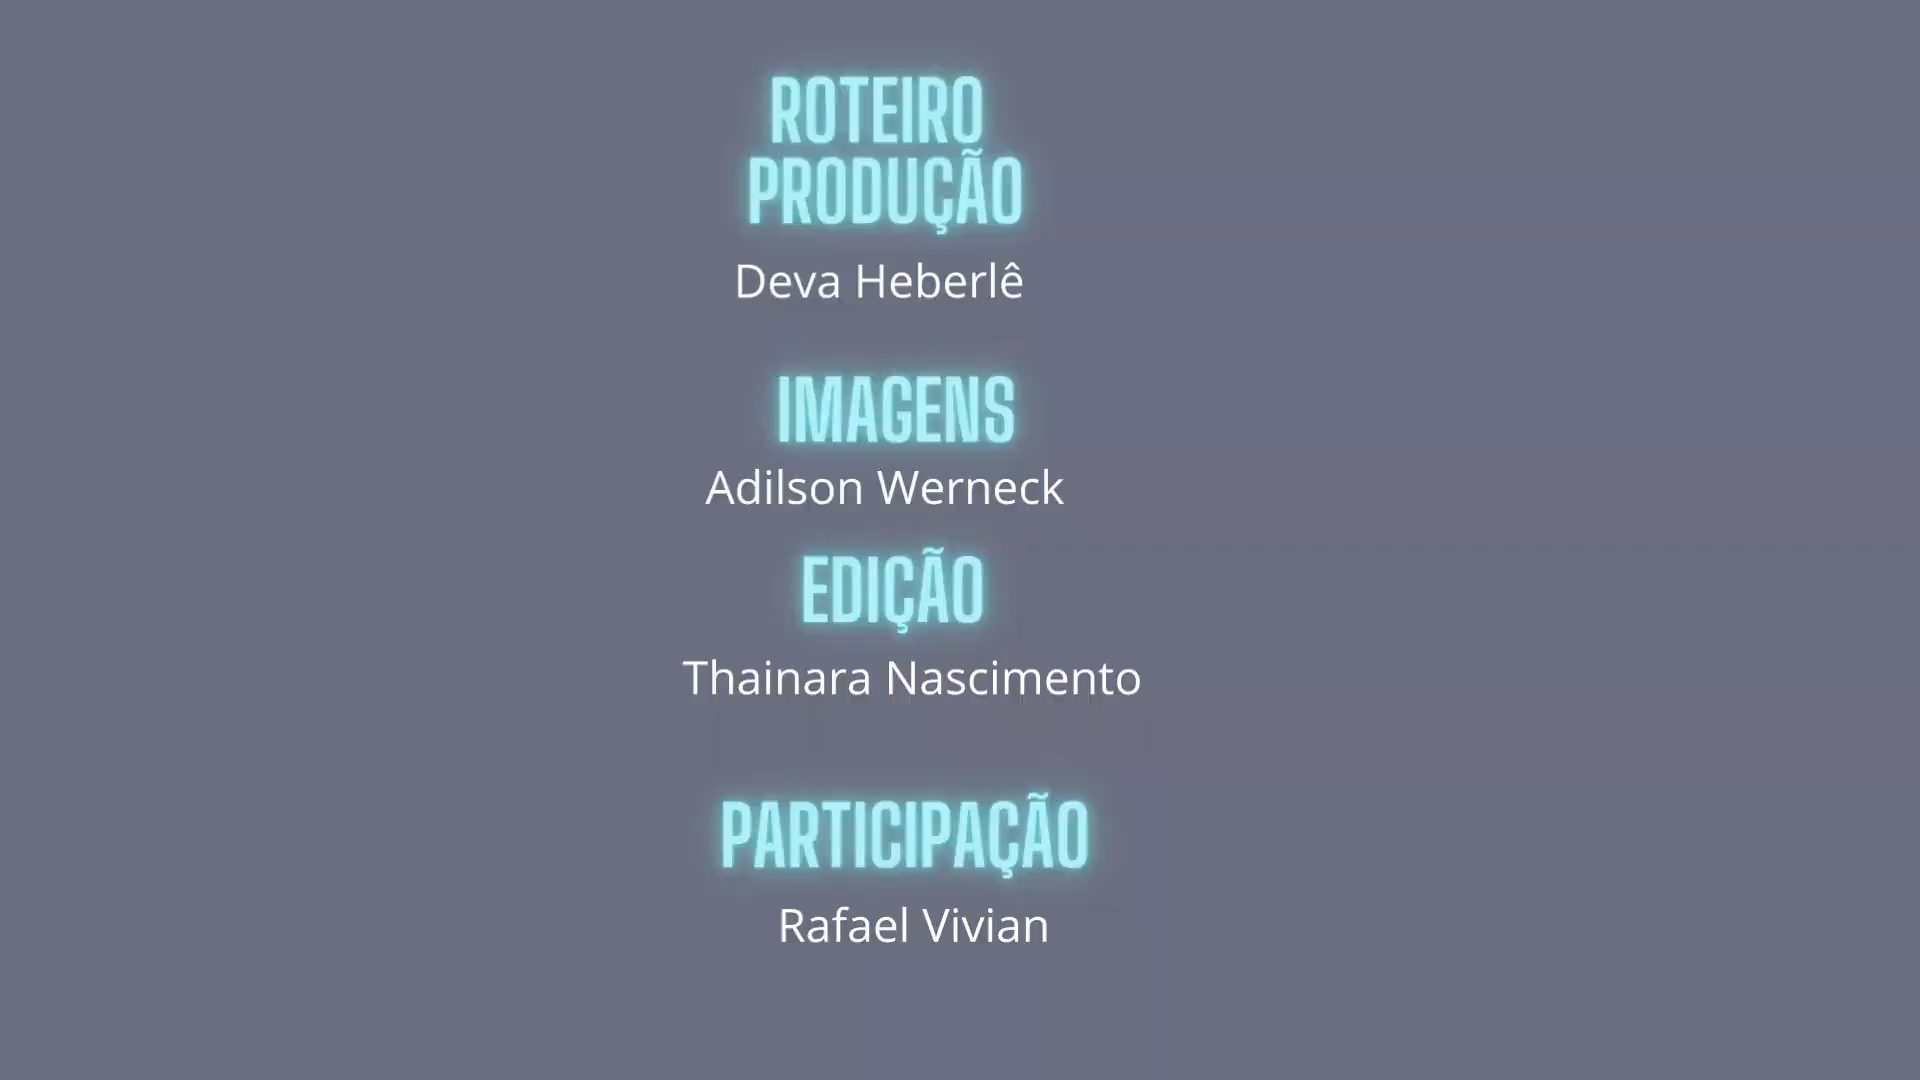 ROTEIRO
PRODUÇÃO
Deva Heberlê
IMAGENS
Adilson Werneck
EDIÇÃO
Thainara Nascimento
PARTICIPAÇÃO
Rafael Vivian